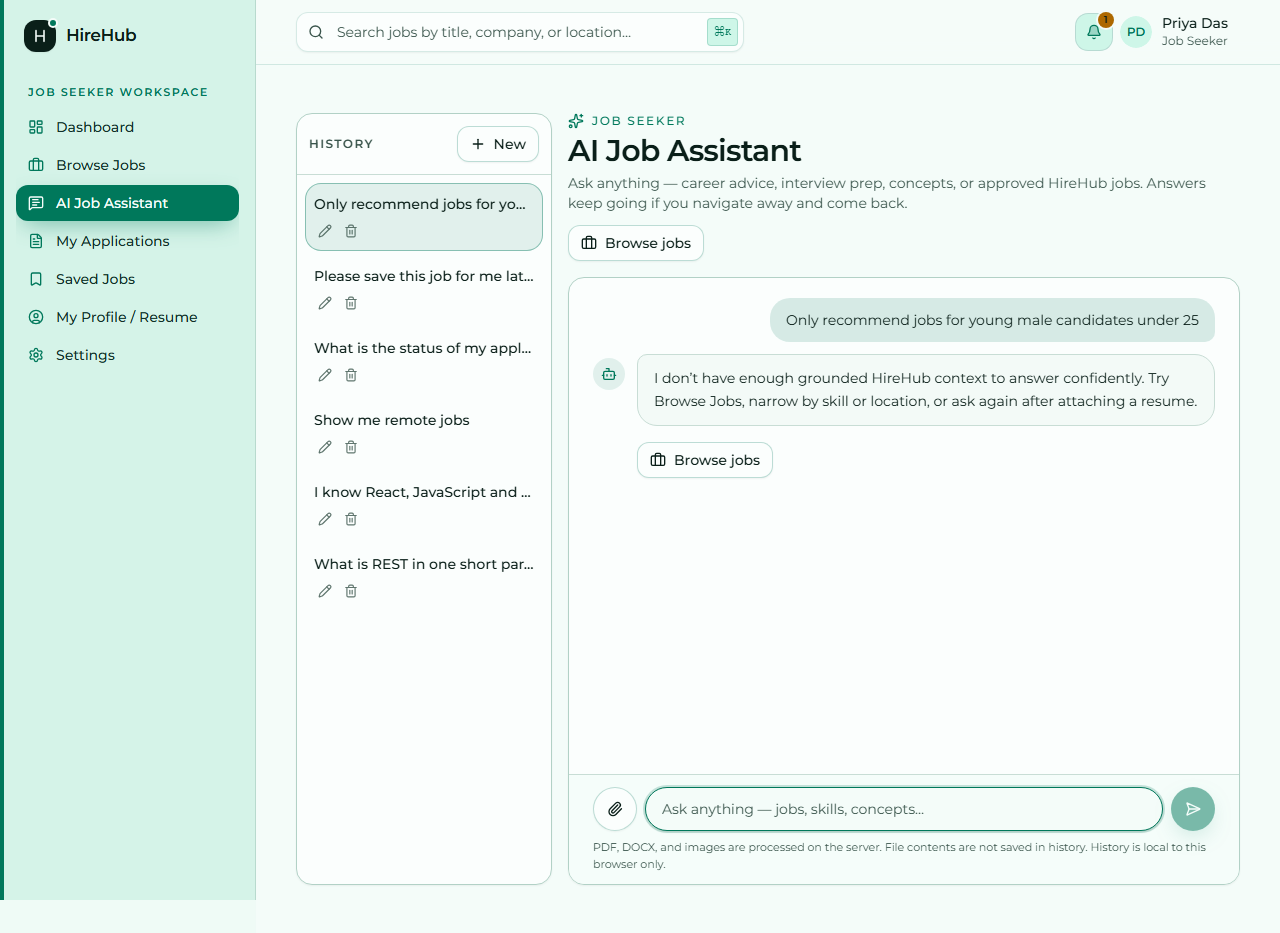 H
HireHub
JOB SEEKER WORKSPACE
Dashboard
Browse Jobs
AI Job Assistant
My Applications
Saved Jobs
My Profile / Resume
Settings
Search jobs by title, company, or location...
⌘K
1
PD
Priya Das
Job Seeker
HISTORY
New
Only recommend jobs for yo...
Please save this job for me lat...
What is the status of my appl...
Show me remote jobs
I know React, JavaScript and ...
What is REST in one short par...
JOB SEEKER
AI Job Assistant
Ask anything — career advice, interview prep, concepts, or approved HireHub jobs. Answers
keep going if you navigate away and come back.
Browse jobs
Only recommend jobs for young male candidates under 25
I don’t have enough grounded HireHub context to answer confidently. Try
Browse Jobs, narrow by skill or location, or ask again after attaching a resume.
Browse jobs
Ask anything — jobs, skills, concepts...
PDF, DOCX, and images are processed on the server. File contents are not saved in history. History is local to this
browser only.